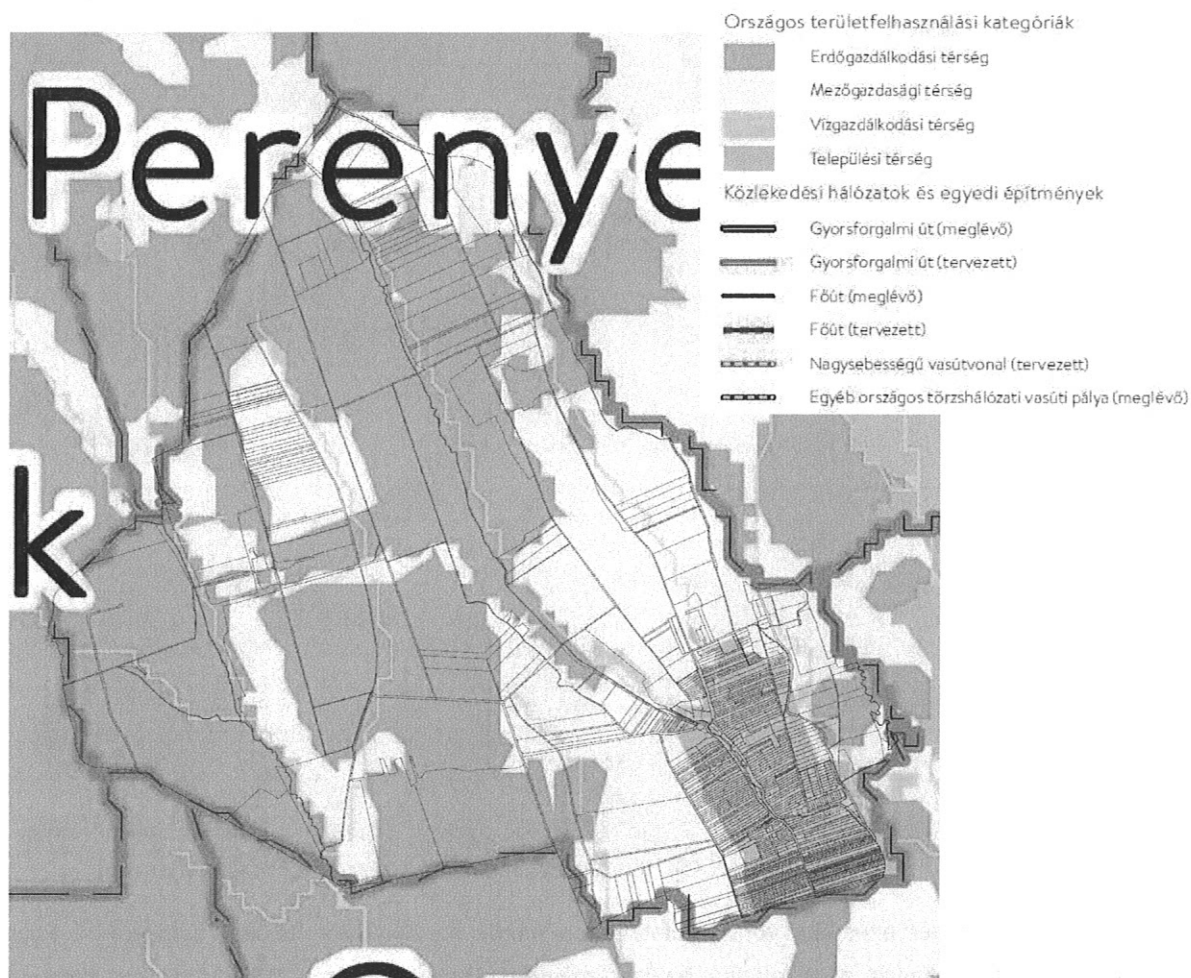 Országos területfelhasználási kategóriák
Erdőgazdálkodási térség
Mezőgazdasági térség
Vízgazdálkodási térség
Települési térség
Közlekedési hálózatok és egyedi építmények
Gyorsforgalmi út (meglévő)
Gyorsforgalmi út (tervezett)
Főút (meglévő)
Főút (tervezett)
Nagysebességű vasútvonal (tervezett)
Egyéb országos törzshálózati vasúti pálya (meglévő)
Perenye
k